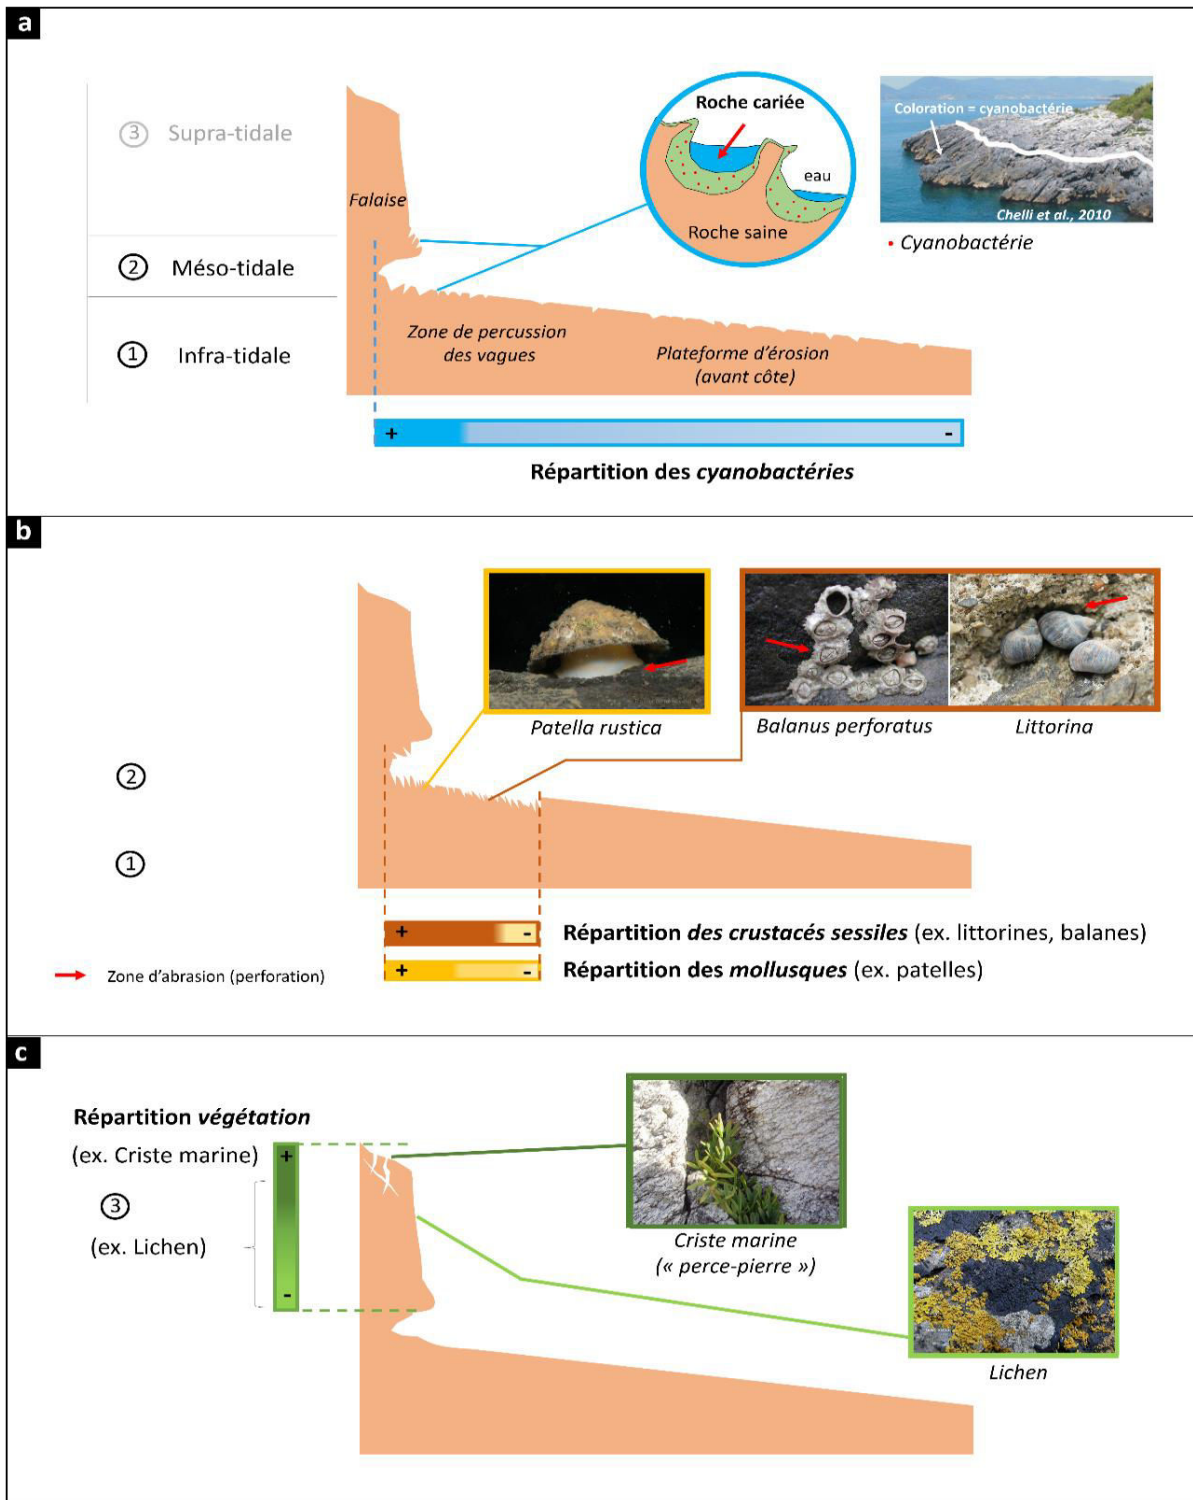 a
③ Supra-tidale
Falaise
② Méso-tidale
① Infra-tidale
Zone de percussion
des vagues
Plateforme d'érosion
(avant côte)
Roche cariée
eau
Roche saine
Coloration = cyanobactérie
Chelli et al., 2010
• Cyanobactérie
+ -
Répartition des cyanobactéries
b
Patella rustica
Balanus perforatus
Littorina
②
①
+ - Répartition des crustacés sessiles (ex. littorines, balanes)
+ - Répartition des mollusques (ex. patelles)
Zone d'abrasion (perforation)
c
Répartition végétation
(ex. Criste marine) +
③
(ex. Lichen)
-
Criste marine
(« perce-pierre »)
Lichen